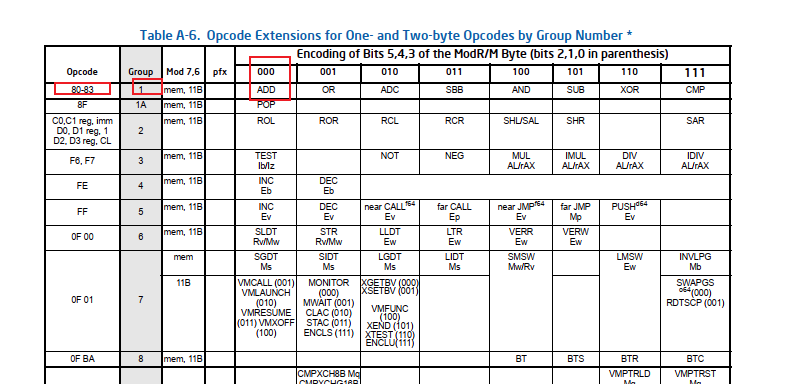 Table A-6. Opcode Extensions for One- and Two-byte Opcodes by Group Number *
Encoding of Bits 5,4,3 of the ModR/M Byte (bits 2,1,0 in parenthesis)
Opcode Group Mod 7,6 pfx 000 001 010 011 100 101 110 111
80-83 1 mem, 11B ADD OR ADC SBB AND SUB XOR CMP
8F 1A mem, 11B POP
C0,C1 reg, imm
D0, D1 reg, 1
D2, D3 reg, CL
2 mem, 11B ROL ROR RCL RCR SHL/SAL SHR SAR
F6, F7 3 mem, 11B TEST
Ib/Iz
NOT NEG MUL
AL/rAX
IMUL
AL/rAX
DIV
AL/rAX
IDIV
AL/rAX
FE 4 mem, 11B INC
Eb
DEC
Eb
FF 5 mem, 11B INC
Ev
DEC
Ev
near CALLf64
Ev
far CALL
Ep
near JMPf64
Ev
far JMP
Mp
PUSHd64
Ev
0F 00 6 mem, 11B SLDT
Rv/Mw
STR
Rv/Mw
LLDT
Ew
LTR
Ew
VERR
Ew
VERW
Ew
0F 01 7 mem SGDT
Ms
SIDT
Ms
LGDT
Ms
LIDT
Ms
SMSW
Mw/Rv
LMSW
Ew
INVLPG
Mb
11B VMCALL (001)
VMLAUNCH
(010)
VMRESUME
(011) VMXOFF
(100)
MONITOR
(000)
MWAIT (001)
CLAC (010)
STAC (011)
ENCLS (111)
XGETBV (000)
XSETBV (001)
VMFUNC
(100)
XEND (101)
XTEST (110)
ENCLU(111)
SWAPGS
o64(000)
RDTSCP (001)
0F BA 8 mem, 11B BT BTS BTR BTC
CMPXCH8B Mq
CMPXCHG16B
VMPTRLD
Mq
VMPTRST
Mq